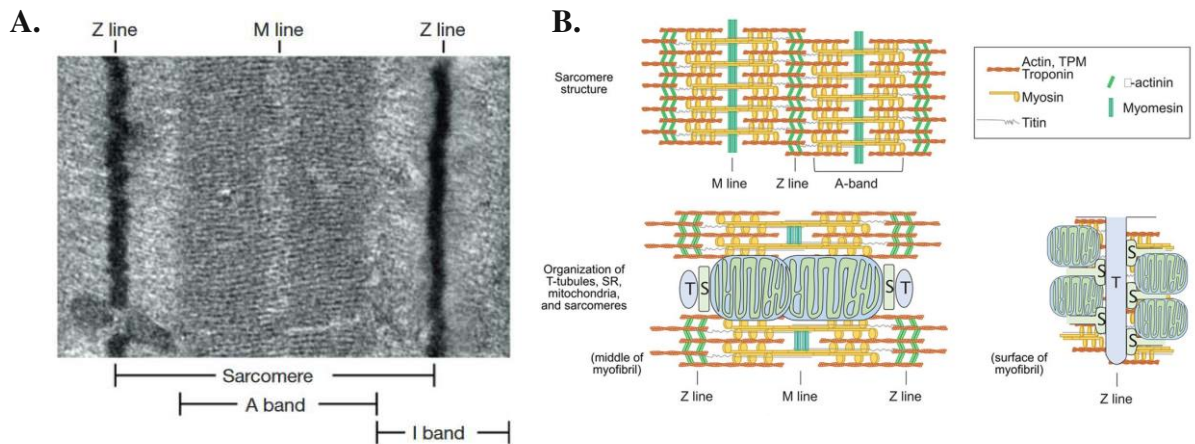 A.
Z line
M line
Z line
Sarcomere
A band
I band
B.
Sarcomere
structure
M line
Z line
A-band
Actin, TPM
Troponin
Myosin
Titin
□-actinin
Myomesin
Organization of
T-tubules, SR,
mitochondria,
and sarcomeres
T
S
S
T
(middle of
myofibril)
Z line
M line
Z line
S
S
S
T
S
S
(surface of
myofibril)
Z line